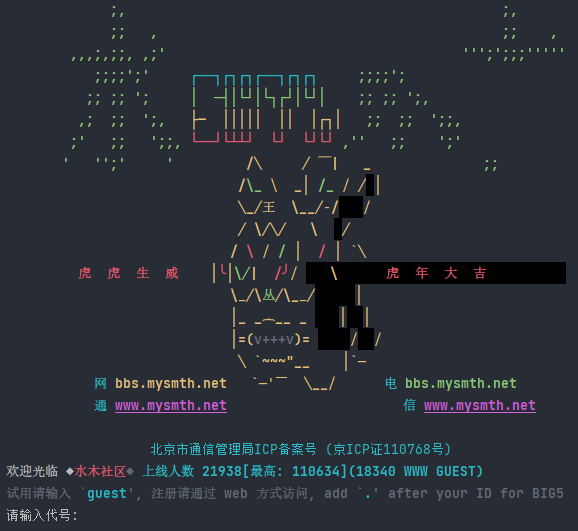 王
虎 虎 生 威
虎 年 大 吉
网 bbs.mysmth.net 电 bbs.mysmth.net
通 www.mysmth.net 信 www.mysmth.net
北京市通信管理局ICP备案号 (京ICP证110768号)
欢迎光临 ◆水木社区◆ 上线人数 21938[最高: 110634](18340 WWW GUEST)
试用请输入 `guest', 注册请通过 web 方式访问, add `.' after your ID for BIG5
请输入代号: